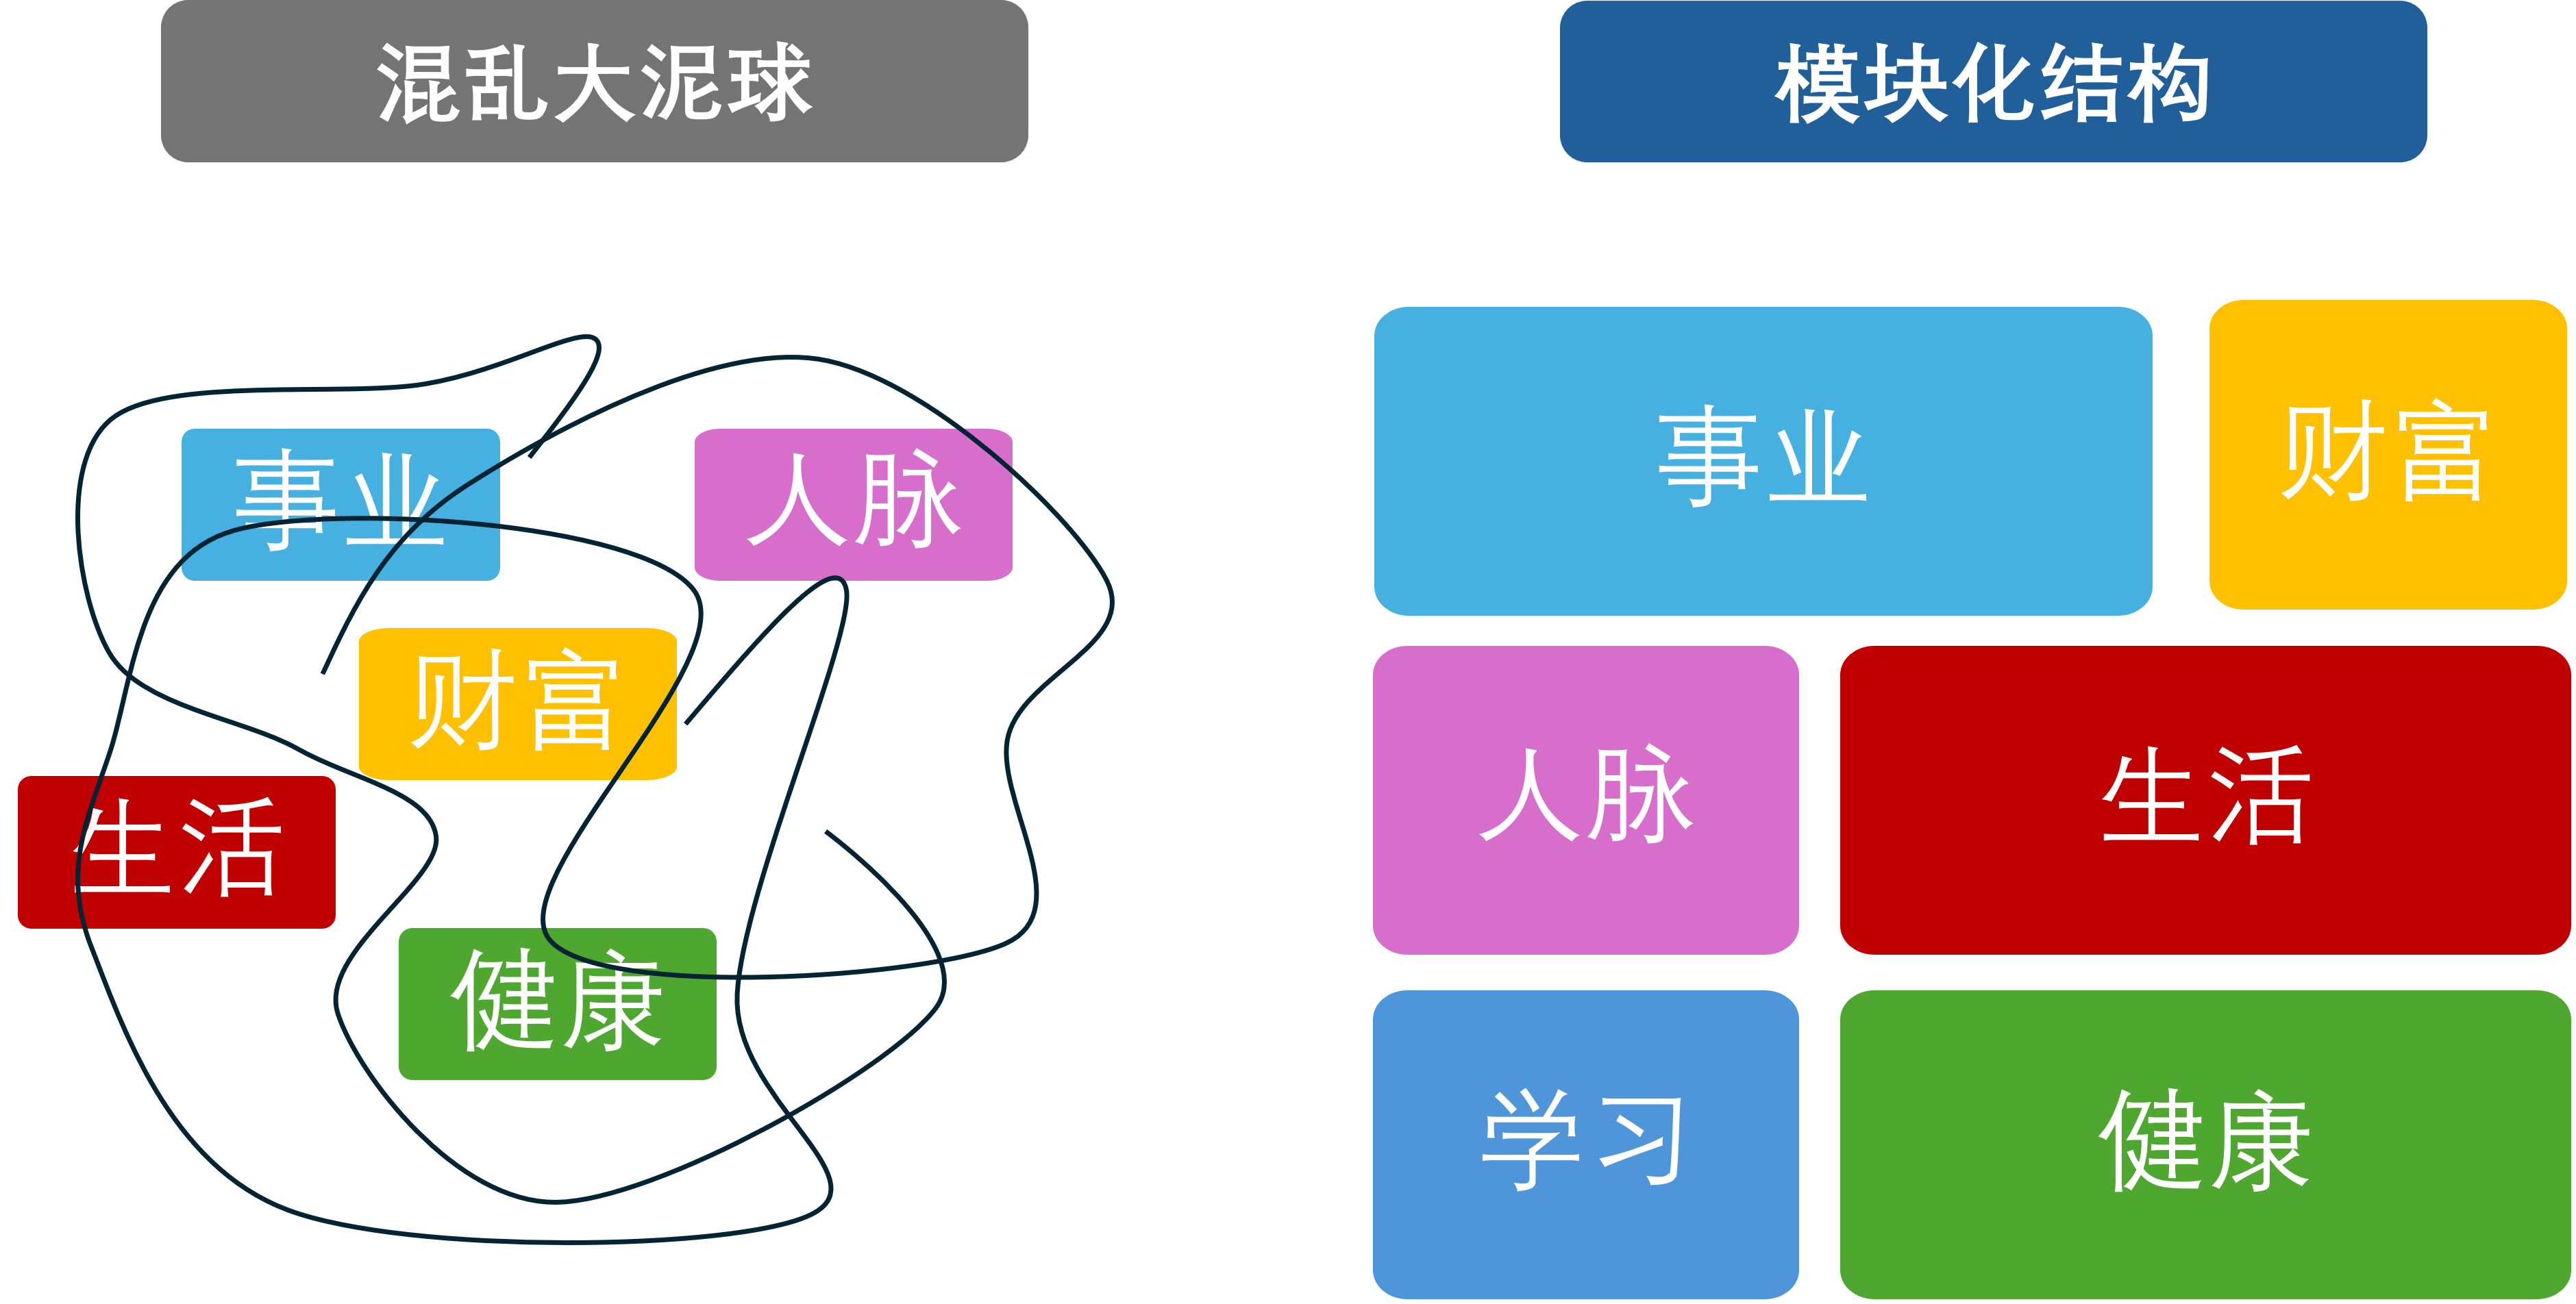 混乱大泥球
事业
人脉
财富
生活
健康
模块化结构
事业
财富
人脉
生活
学习
健康